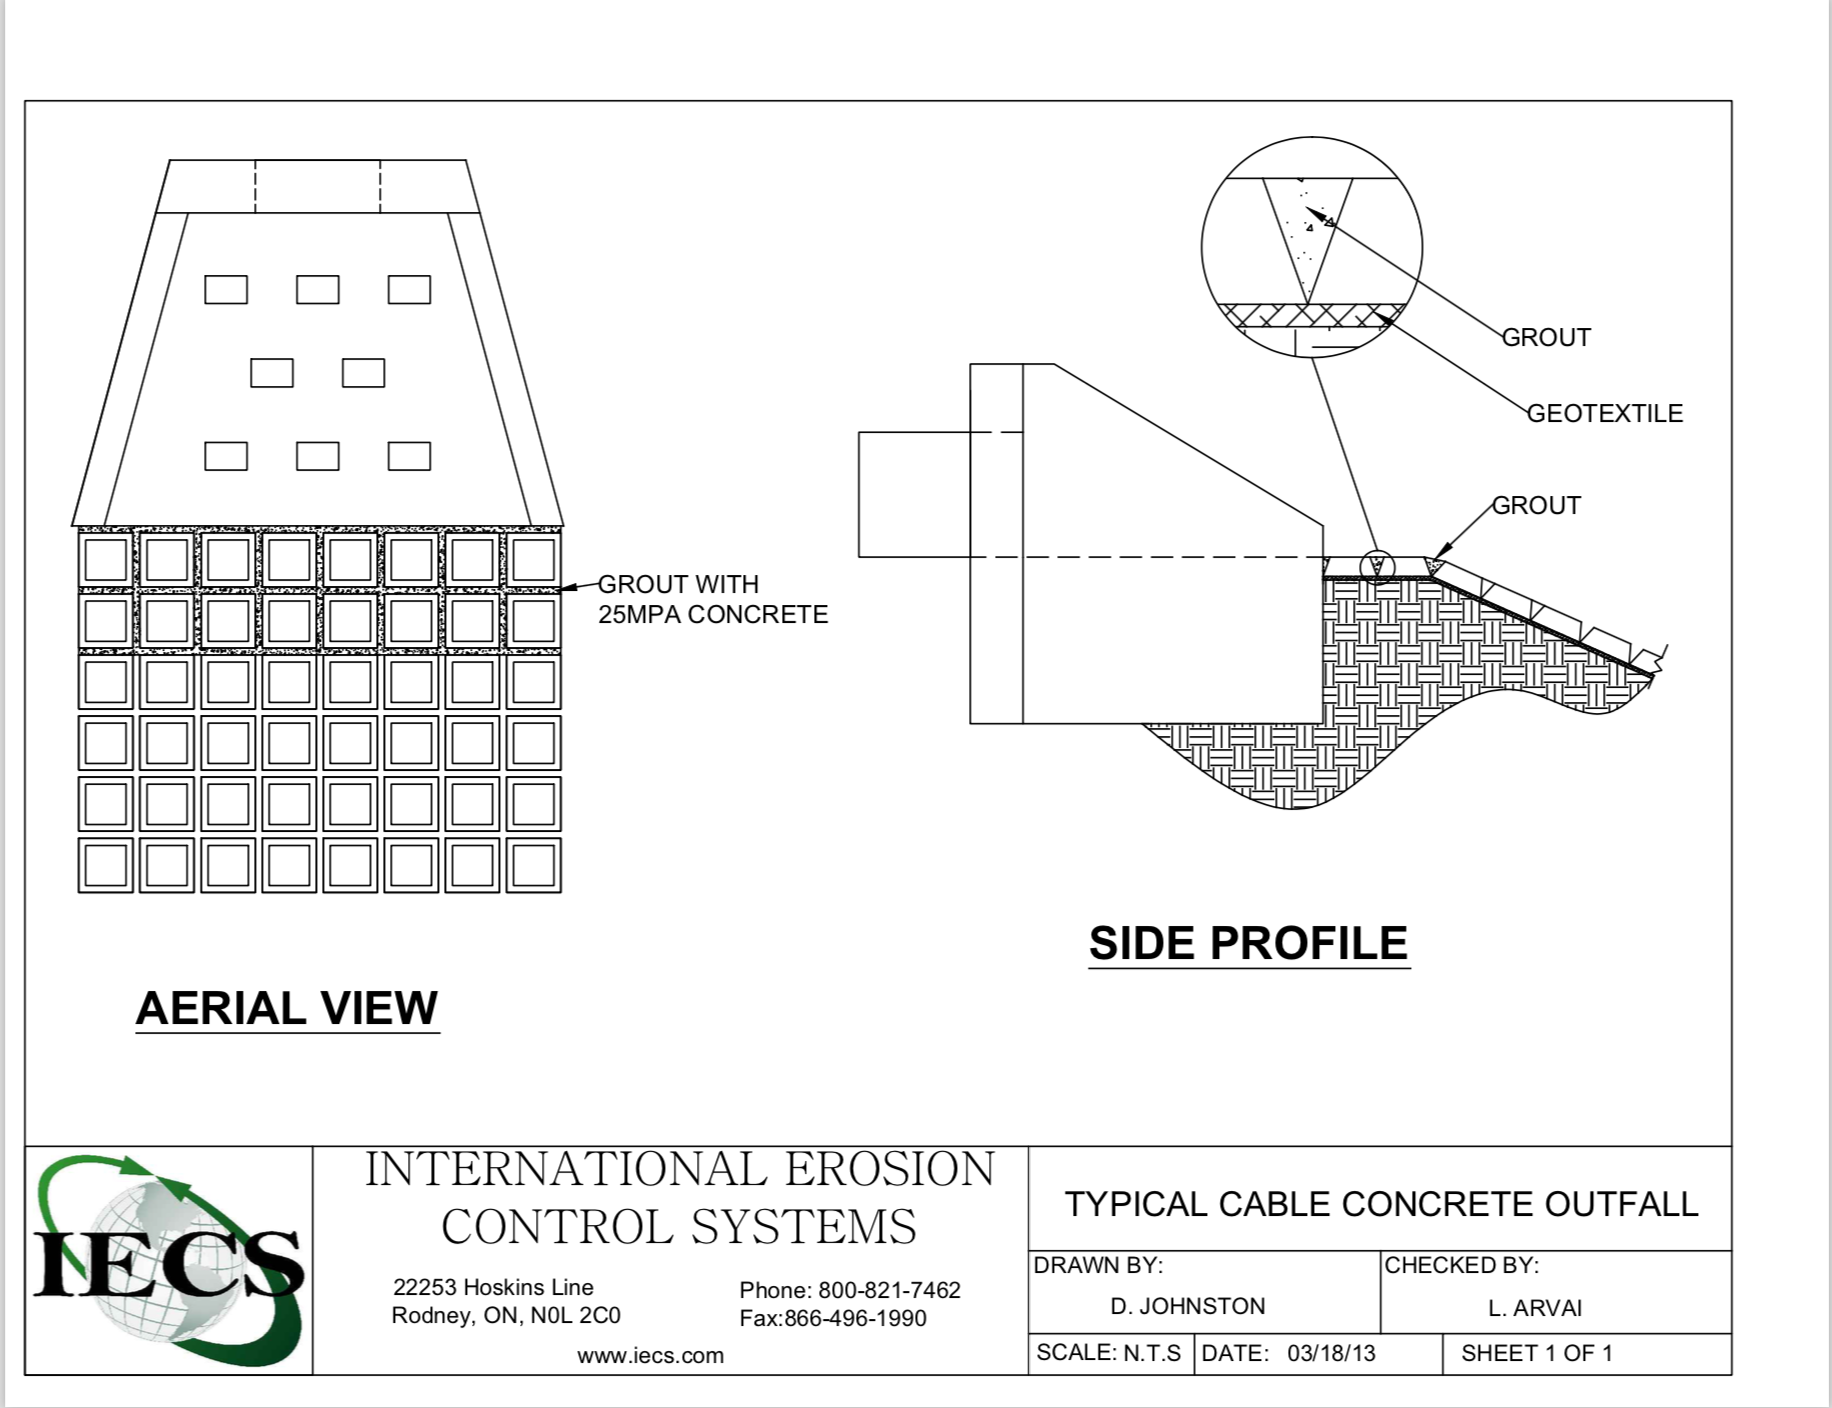 GROUT
GEOTEXTILE
GROUT
GROUT WITH
25MPA CONCRETE
SIDE PROFILE
AERIAL VIEW
IECS
INTERNATIONAL EROSION
CONTROL SYSTEMS
22253 Hoskins Line
Rodney, ON, N0L 2C0
Phone: 800-821-7462
Fax:866-496-1990
www.iecs.com
TYPICAL CABLE CONCRETE OUTFALL
DRAWN BY:
D. JOHNSTON
CHECKED BY:
L. ARVAI
SCALE: N.T.S
DATE: 03/18/13
SHEET 1 OF 1